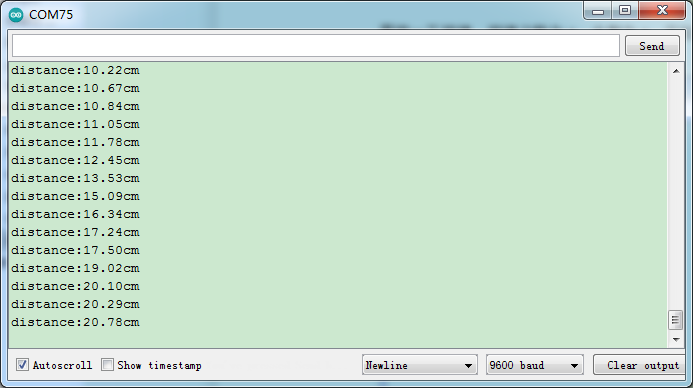 COM75
Send
distance:10.22cm
distance:10.67cm
distance:10.84cm
distance:11.05cm
distance:11.78cm
distance:12.45cm
distance:13.53cm
distance:15.09cm
distance:16.34cm
distance:17.24cm
distance:17.50cm
distance:19.02cm
distance:20.10cm
distance:20.29cm
distance:20.78cm
Autoscroll Show timestamp Newline 9600 baud Clear output